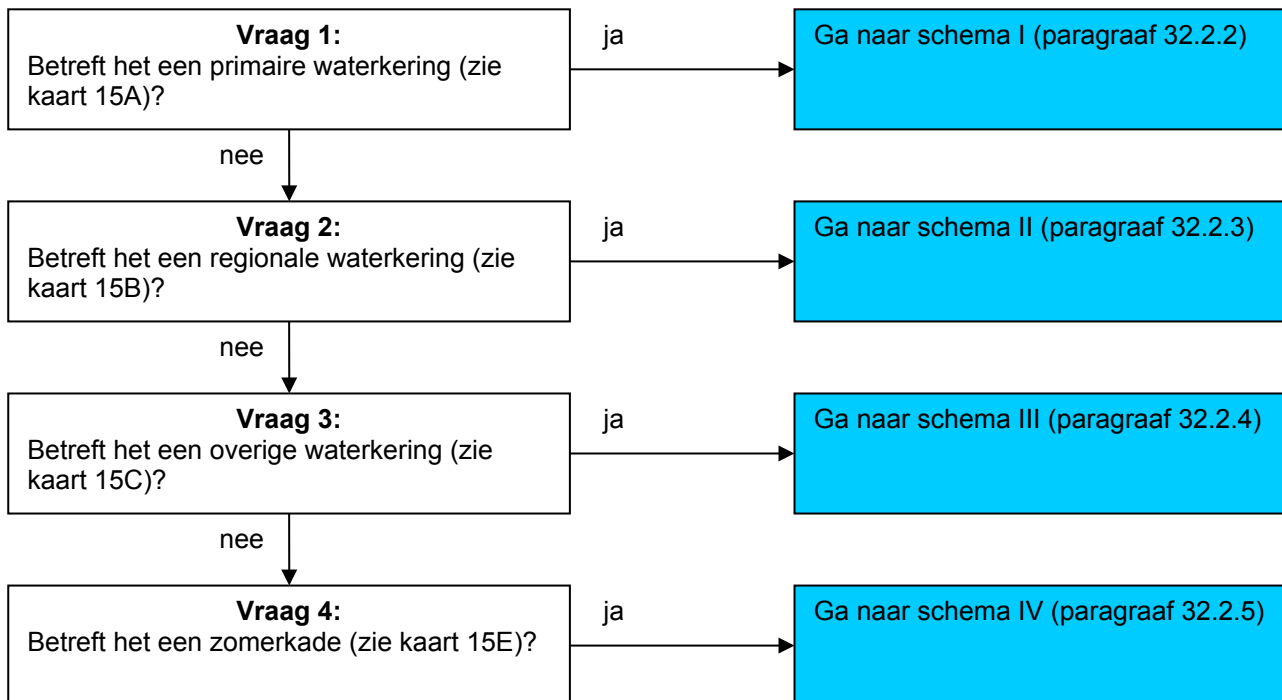 Vraag 1:
Betreft het een primaire waterkering (zie
kaart 15A)?
ja
Ga naar schema I (paragraaf 32.2.2)
nee
Vraag 2:
Betreft het een regionale waterkering (zie
kaart 15B)?
ja
Ga naar schema II (paragraaf 32.2.3)
nee
Vraag 3:
Betreft het een overige waterkering (zie
kaart 15C)?
ja
Ga naar schema III (paragraaf 32.2.4)
nee
Vraag 4:
Betreft het een zomerkade (zie kaart 15E)?
ja
Ga naar schema IV (paragraaf 32.2.5)